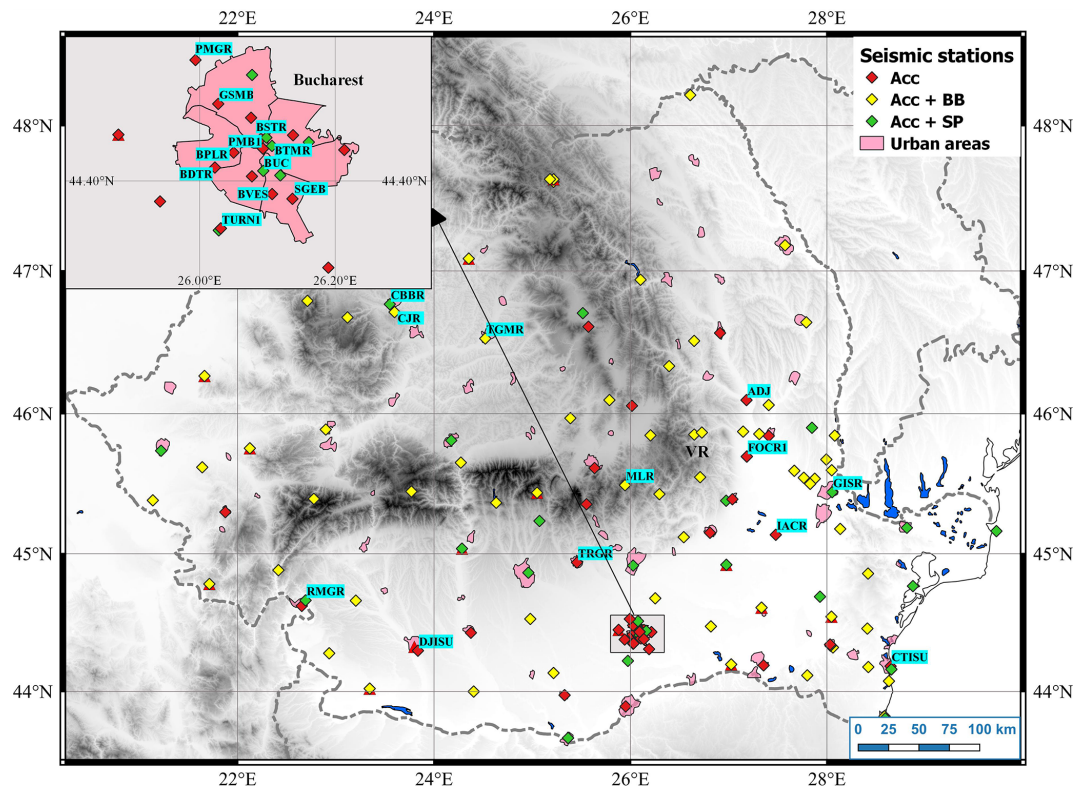 22°E 24°E 26°E 28°E
48°N 48°N
47°N 47°N
46°N 46°N
45°N 45°N
44°N 44°N
22°E 24°E 26°E 28°E
Bucharest
PMGR
GSMB
BSTR
PMB1
BTMR
BPLR
BUC
BDTR
BVES
SGEB
TURN1
44.40°N 44.40°N
26.00°E 26.20°E
Seismic stations
Acc
Acc + BB
Acc + SP
Urban areas
CBBR
CJR
TGMR
ADJ
FOCR1
VR
MLR
GISR
IACR
TRGR
RMGR
DJISU
CTISU
0 25 50 75 100 km